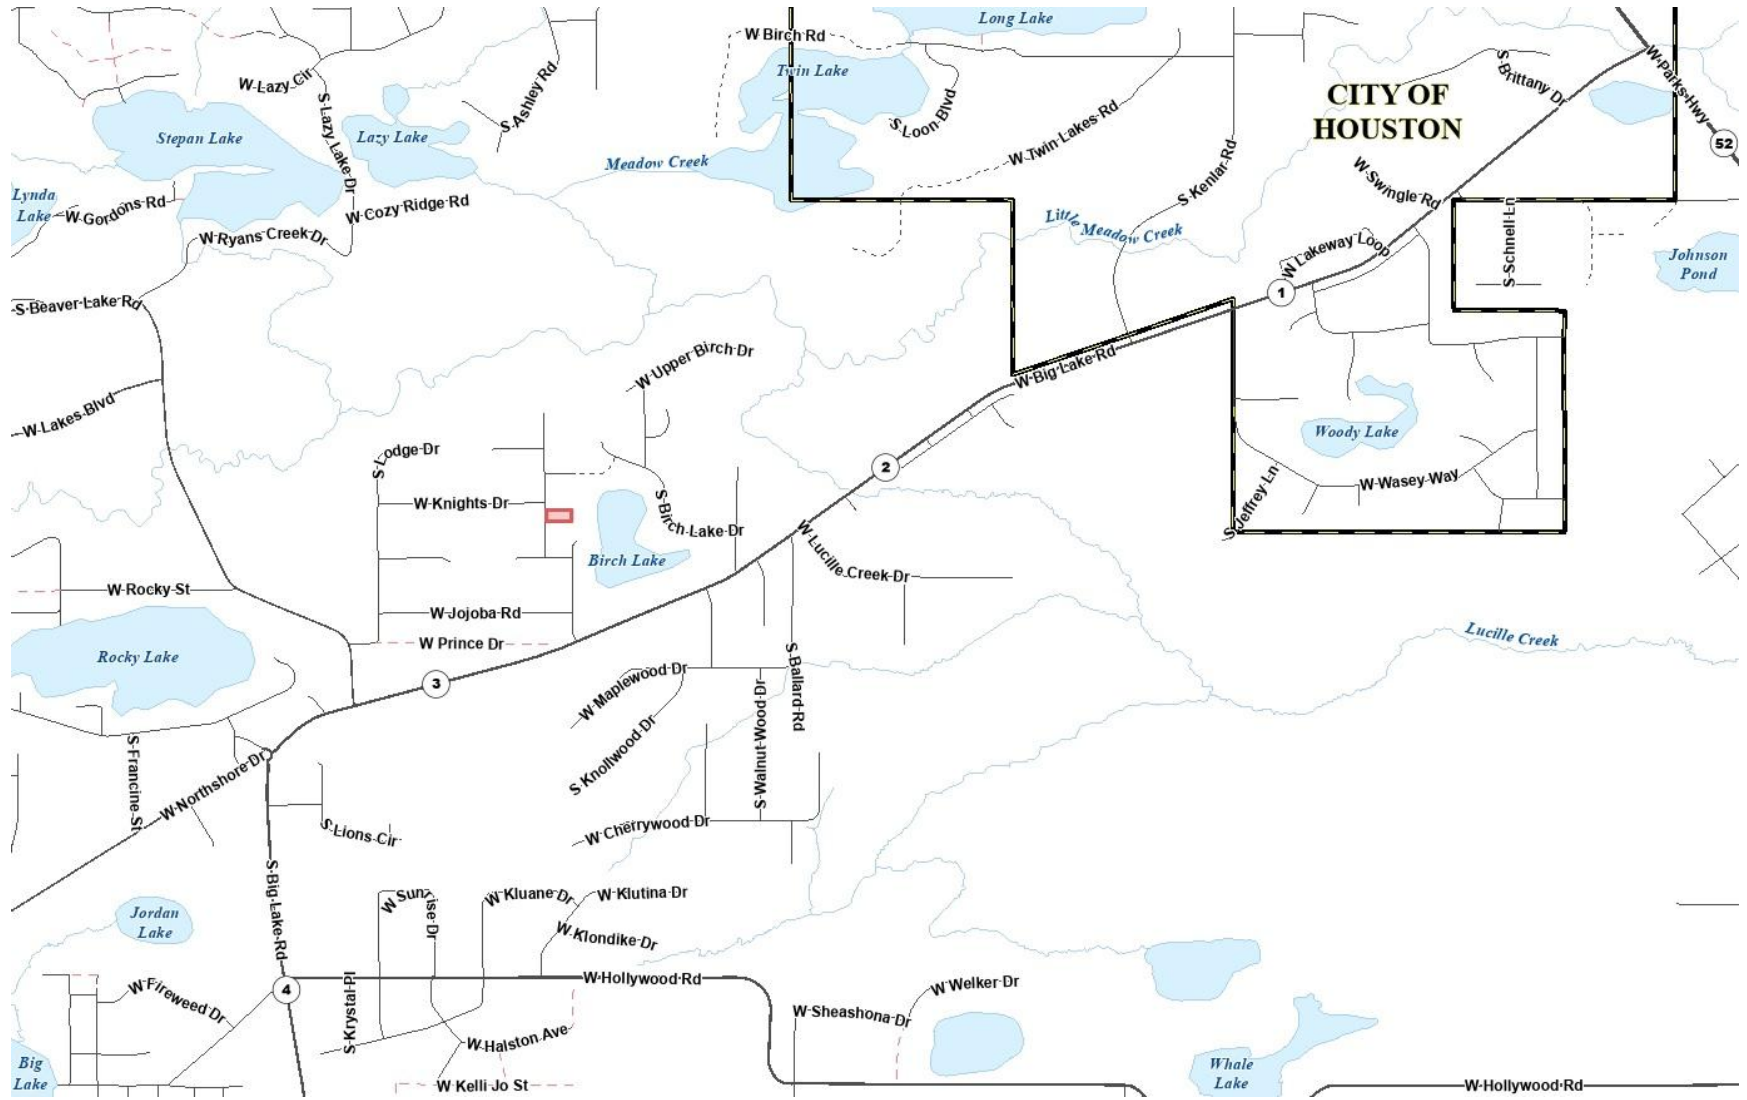 Long Lake
W Birch Rd
Twin Lake
W Lazy Cir
S Ashley Rd
S Lazy Lake Dr
Stepan Lake
Lazy Lake
S Loon Blvd
W Twin Lakes Rd
S Brittany Dr
W Parks Hwy
CITY OF
HOUSTON
52
Meadow Creek
S Kenlar Rd
W Swingle Rd
Lynda
Lake
W Gordons Rd
W Cozy Ridge Rd
W Ryans Creek Dr
Little Meadow Creek
W Lakeway Loop
S Schnell Ln
Johnson
Pond
S Beaver Lake Rd
1
W Upper Birch Dr
W Big Lake Rd
W Lakes Blvd
Woody Lake
S Lodge Dr
2
W Wasey Way
W Knights Dr
S Birch Lake Dr
S Jeffrey Ln
Birch Lake
W Lucille Creek Dr
W Rocky St
W Jojoba Rd
W Prince Dr
Lucille Creek
Rocky Lake
3
W Maplewood Dr
S Ballard Rd
S Knollwood Dr
S Walnut Wood Dr
S Francine St
W Northshore Dr
S Lions Cir
W Cherrywood Dr
S Big Lake Rd
W Sunrise Dr
W Kluane Dr
W Klutina Dr
Jordan
Lake
W Klondike Dr
W Hollywood Rd
4
W Fireweed Dr
S Krystal Pl
W Welker Dr
W Sheashona Dr
W Halston Ave
Big
Lake
W Kelli Jo St
Whale
Lake
W Hollywood Rd